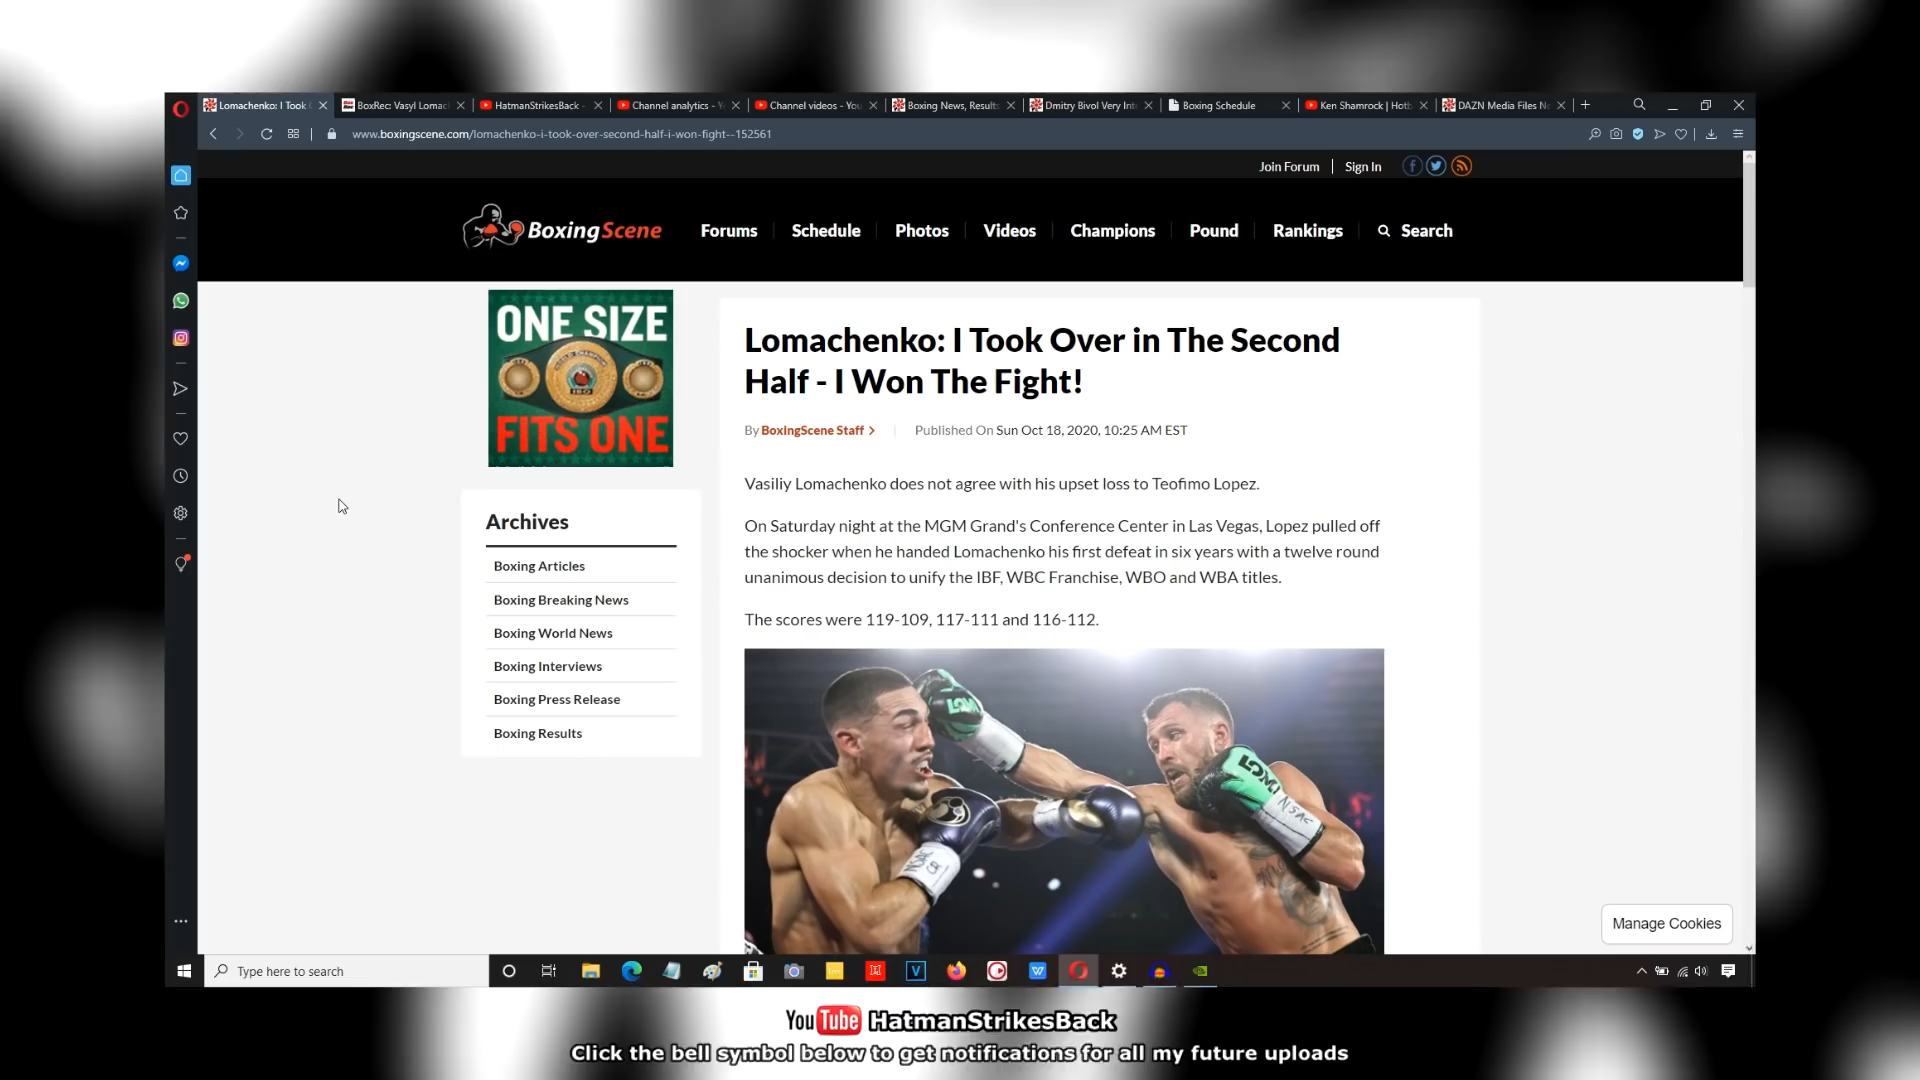 Lomachenko: I Took
BoxRec: Vasyl Lomac
HatmanStrikesBack -
Channel analytics - Y
Channel videos - You
Boxing News, Results
Dmitry Bivol Very Int
Boxing Schedule
Ken Shamrock | Hotb
DAZN Media Files N
www.boxingscene.com/lomachenko-i-took-over-second-half-i-won-fight--152561
Join Forum | Sign In
BoxingScene
Forums
Schedule
Photos
Videos
Champions
Pound
Rankings
Search
ONE SIZE
FITS ONE
Lomachenko: I Took Over in The Second
Half - I Won The Fight!
By BoxingScene Staff > Published On Sun Oct 18, 2020, 10:25 AM EST
Vasiliy Lomachenko does not agree with his upset loss to Teofimo Lopez.
On Saturday night at the MGM Grand's Conference Center in Las Vegas, Lopez pulled off
the shocker when he handed Lomachenko his first defeat in six years with a twelve round
unanimous decision to unify the IBF, WBC Franchise, WBO and WBA titles.
The scores were 119-109, 117-111 and 116-112.
Archives
Boxing Articles
Boxing Breaking News
Boxing World News
Boxing Interviews
Boxing Press Release
Boxing Results
LOMA
NSAC
Manage Cookies
Type here to search
YouTube HatmanStrikesBack
Click the bell symbol below to get notifications for all my future uploads